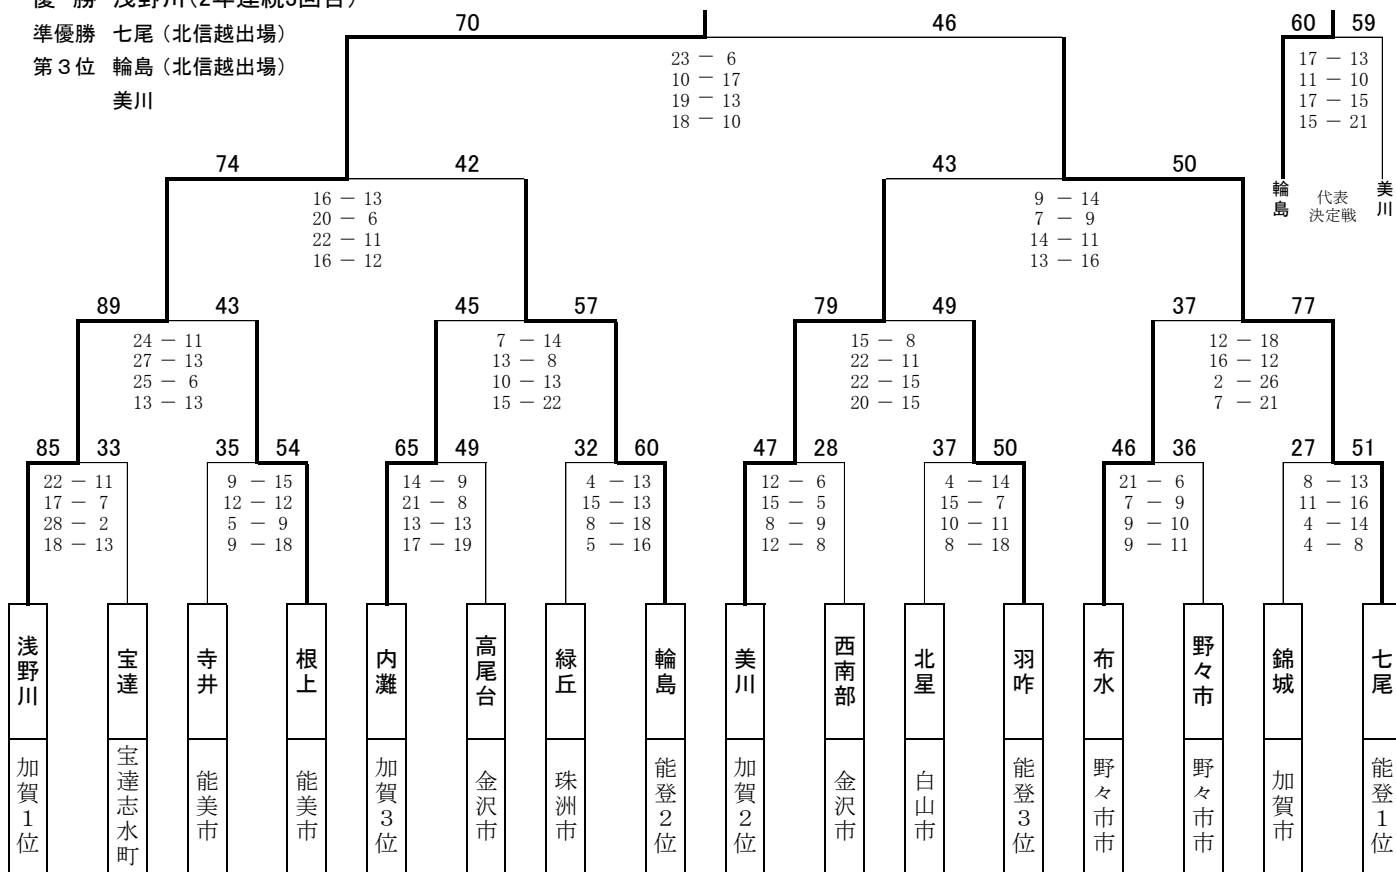 優 勝 浅野川(2年連続3回目)
準優勝 七尾(北信越出場)
第3位 輪島(北信越出場)
美川
70 46
23 － 6
10 － 17
19 － 13
18 － 10
60 59
17 － 13
11 － 10
17 － 15
15 － 21
輪島
代表
決定戦
美川
74 42
16 － 13
20 － 6
22 － 11
16 － 12
43 50
9 － 14
7 － 9
14 － 11
13 － 16
89 43
24 － 11
27 － 13
25 － 6
13 － 13
45 57
7 － 14
13 － 8
10 － 13
15 － 22
79 49
15 － 8
22 － 11
22 － 15
20 － 15
37 77
12 － 18
16 － 12
2 － 26
7 － 21
85 33
22 － 11
17 － 7
28 － 2
18 － 13
35 54
9 － 15
12 － 12
5 － 9
9 － 18
65 49
14 － 9
21 － 8
13 － 13
17 － 19
32 60
4 － 13
15 － 13
8 － 18
5 － 16
47 28
12 － 6
15 － 5
8 － 9
12 － 8
37 50
4 － 14
15 － 7
10 － 11
8 － 18
46 36
21 － 6
7 － 9
9 － 10
9 － 11
27 51
8 － 13
11 － 16
4 － 14
4 － 8
浅野川
加賀1位
宝達
宝達志水町
寺井
能美市
根上
能美市
内灘
加賀3位
高尾台
金沢市
緑丘
珠洲市
輪島
能登2位
美川
加賀2位
西南部
金沢市
北星
白山市
羽咋
能登3位
布水
野々市市
野々市
野々市市
錦城
加賀市
七尾
能登1位